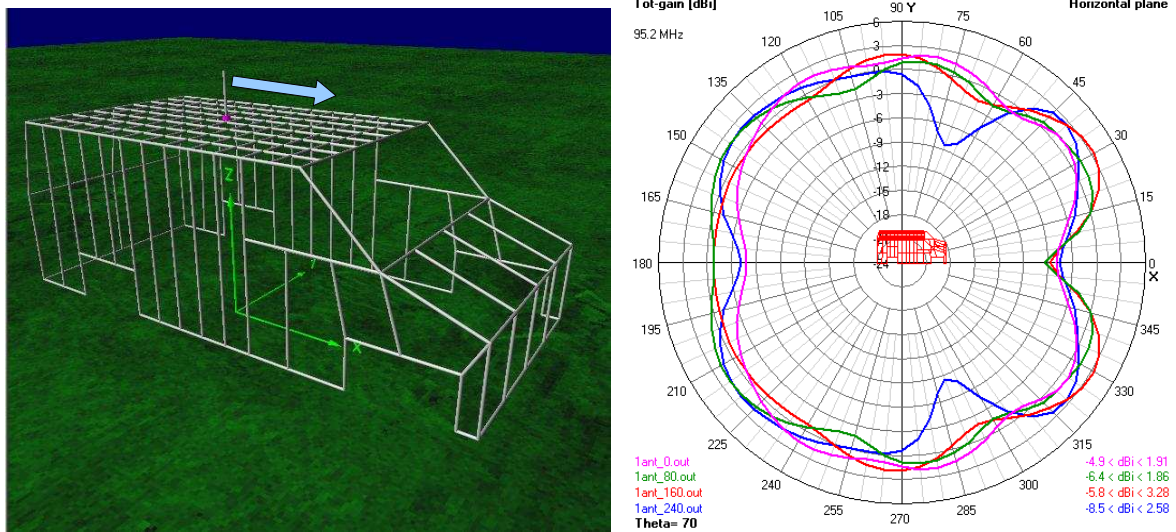 Z
Y
X
Tot-gain [dBi]
Horizontal plane
95.2 MHz
90 Y
105
75
120
60
135
45
150
30
165
15
180
0
X
195
345
210
330
225
315
240
300
255
285
270
6
3
0
-3
-6
-9
-12
-15
-18
-24
1ant_0.out
-4.9 < dBi < 1.91
1ant_80.out
-6.4 < dBi < 1.86
1ant_160.out
-5.8 < dBi < 3.28
1ant_240.out
-8.5 < dBi < 2.58
Theta= 70